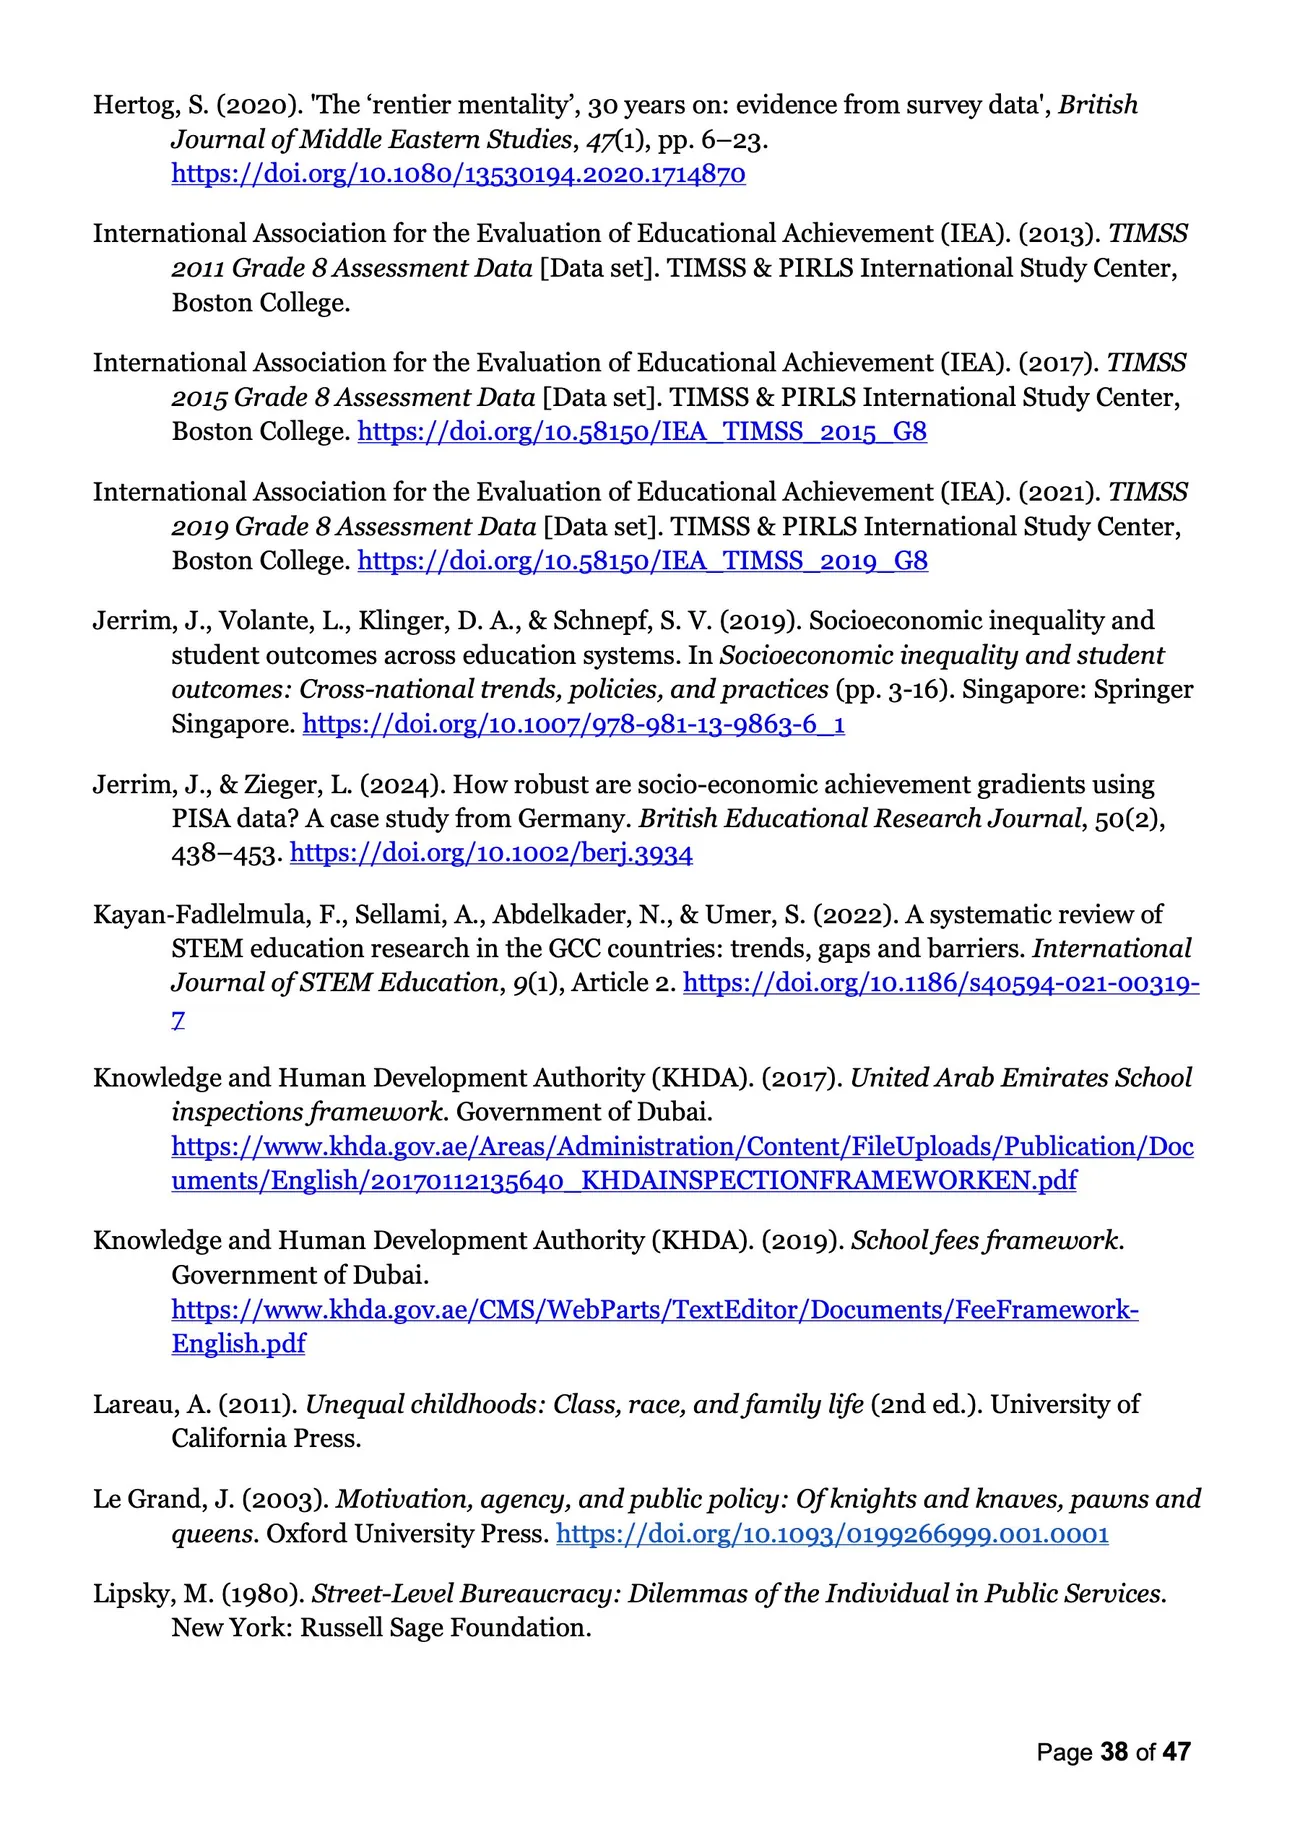 Hertog, S. (2020). 'The ‘rentier mentality’, 30 years on: evidence from survey data', British
Journal of Middle Eastern Studies, 47(1), pp. 6–23.
https://doi.org/10.1080/13530194.2020.1714870
International Association for the Evaluation of Educational Achievement (IEA). (2013). TIMSS
2011 Grade 8 Assessment Data [Data set]. TIMSS & PIRLS International Study Center,
Boston College.
International Association for the Evaluation of Educational Achievement (IEA). (2017). TIMSS
2015 Grade 8 Assessment Data [Data set]. TIMSS & PIRLS International Study Center,
Boston College. https://doi.org/10.58150/IEA_TIMSS_2015_G8
International Association for the Evaluation of Educational Achievement (IEA). (2021). TIMSS
2019 Grade 8 Assessment Data [Data set]. TIMSS & PIRLS International Study Center,
Boston College. https://doi.org/10.58150/IEA_TIMSS_2019_G8
Jerrim, J., Volante, L., Klinger, D. A., & Schnepf, S. V. (2019). Socioeconomic inequality and
student outcomes across education systems. In Socioeconomic inequality and student
outcomes: Cross-national trends, policies, and practices (pp. 3-16). Singapore: Springer
Singapore. https://doi.org/10.1007/978-981-13-9863-6_1
Jerrim, J., & Zieger, L. (2024). How robust are socio-economic achievement gradients using
PISA data? A case study from Germany. British Educational Research Journal, 50(2),
438–453. https://doi.org/10.1002/berj.3934
Kayan-Fadlelmula, F., Sellami, A., Abdelkader, N., & Umer, S. (2022). A systematic review of
STEM education research in the GCC countries: trends, gaps and barriers. International
Journal of STEM Education, 9(1), Article 2. https://doi.org/10.1186/s40594-021-00319-
7
Knowledge and Human Development Authority (KHDA). (2017). United Arab Emirates School
inspections framework. Government of Dubai.
https://www.khda.gov.ae/Areas/Administration/Content/FileUploads/Publication/Doc
uments/English/20170112135640_KHDAINSPECTIONFRAMEWORKEN.pdf
Knowledge and Human Development Authority (KHDA). (2019). School fees framework.
Government of Dubai.
https://www.khda.gov.ae/CMS/WebParts/TextEditor/Documents/FeeFramework-
English.pdf
Lareau, A. (2011). Unequal childhoods: Class, race, and family life (2nd ed.). University of
California Press.
Le Grand, J. (2003). Motivation, agency, and public policy: Of knights and knaves, pawns and
queens. Oxford University Press. https://doi.org/10.1093/0199266999.001.0001
Lipsky, M. (1980). Street-Level Bureaucracy: Dilemmas of the Individual in Public Services.
New York: Russell Sage Foundation.
Page 38 of 47